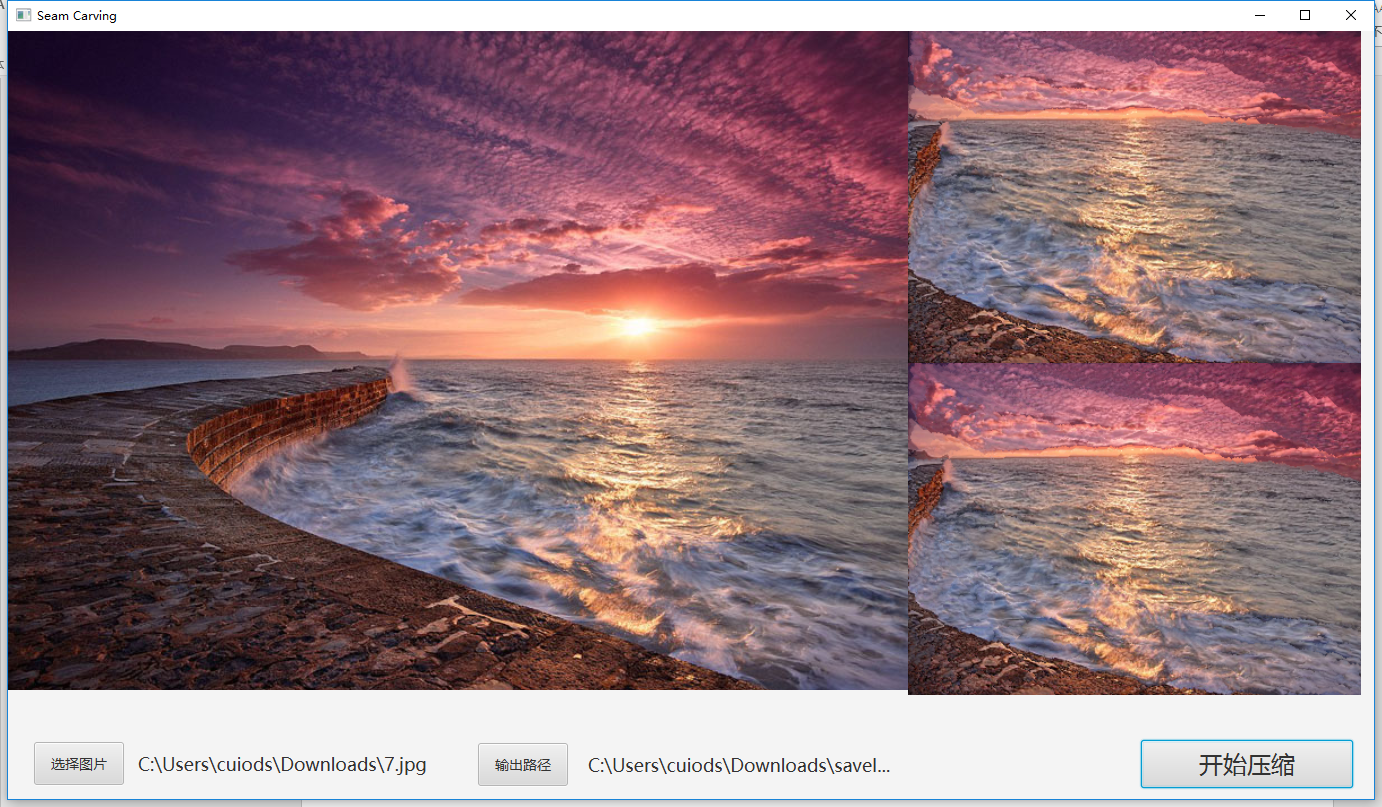 Seam Carving
选择图片 C:\Users\cuiods\Downloads\7.jpg 输出路径 C:\Users\cuiods\Downloads\savel... 开始压缩